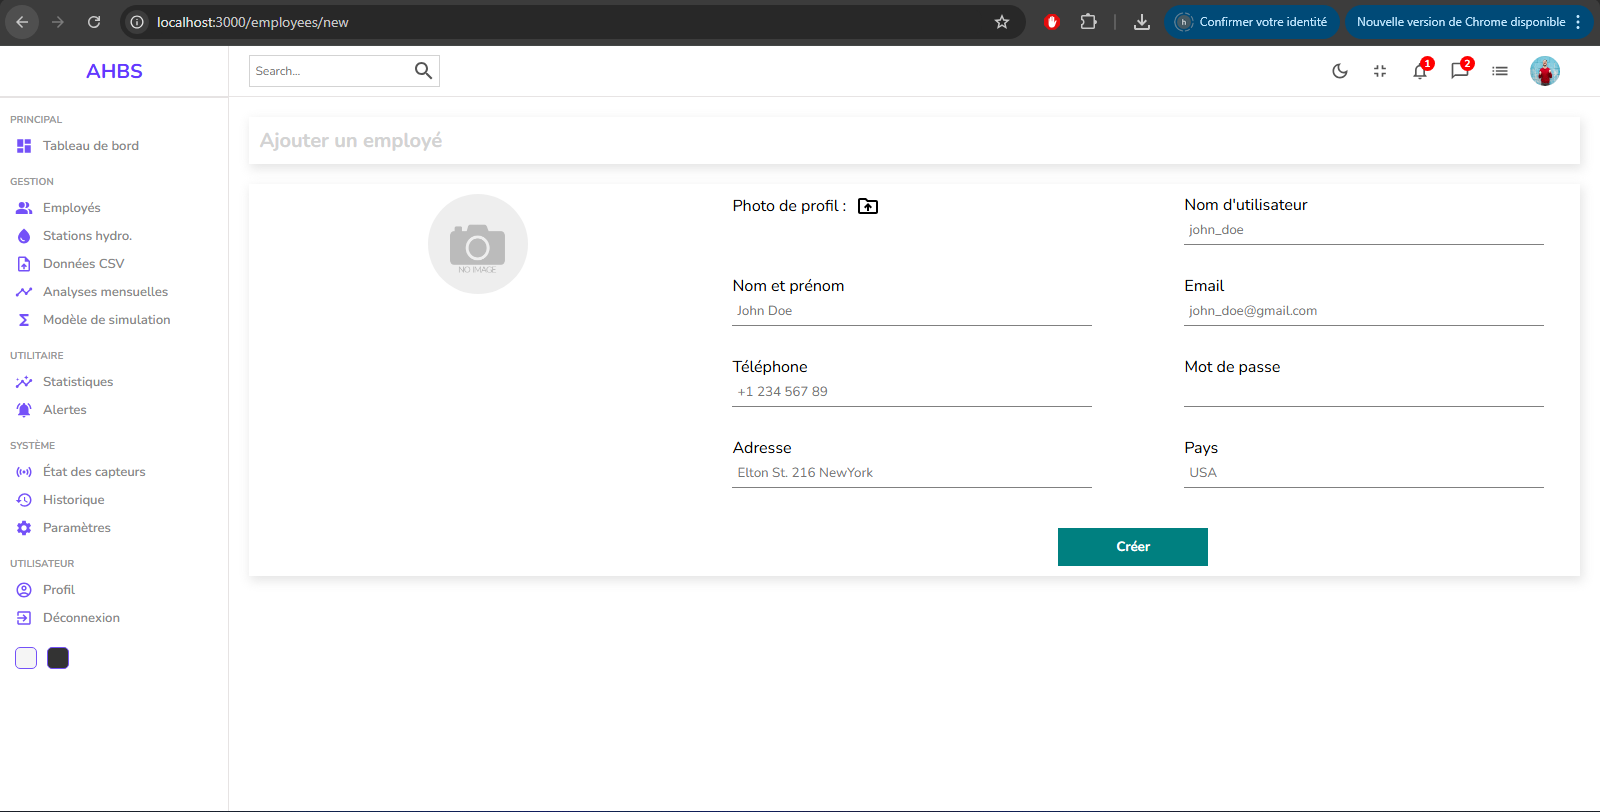 localhost:3000/employees/new
Confirmer votre identité
Nouvelle version de Chrome disponible
AHBS
Search...
1
2
PRINCIPAL
Tableau de bord
GESTION
Employés
Stations hydro.
Données CSV
Analyses mensuelles
Modèle de simulation
UTILITAIRE
Statistiques
Alertes
SYSTÈME
État des capteurs
Historique
Paramètres
UTILISATEUR
Profil
Déconnexion
Ajouter un employé
NO IMAGE
Photo de profil :
Nom d'utilisateur
john_doe
Nom et prénom
John Doe
Email
john_doe@gmail.com
Téléphone
+1 234 567 89
Mot de passe
Adresse
Elton St. 216 NewYork
Pays
USA
Créer